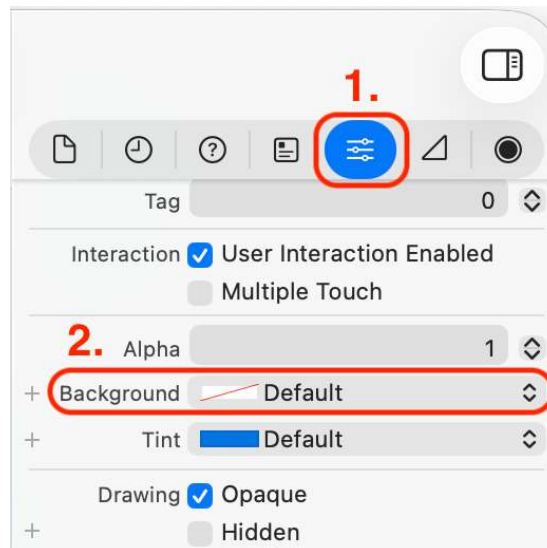 1.
Tag 0
Interaction User Interaction Enabled
Multiple Touch
2. Alpha 1
+ Background Default
+ Tint Default
Drawing Opaque
+ Hidden